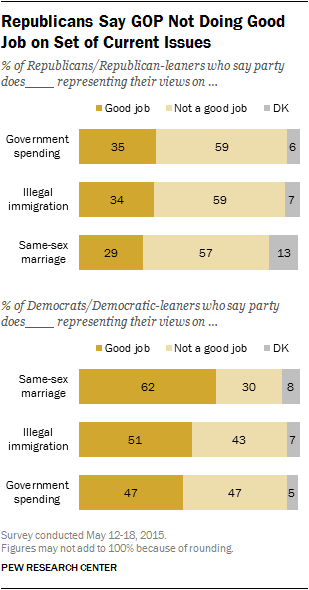 Republicans Say GOP Not Doing Good
Job on Set of Current Issues
% of Republicans/Republican-leaners who say party
does____ representing their views on ...
Good job Not a good job DK
Government
spending
35 59 6
Illegal
immigration
34 59 7
Same-sex
marriage
29 57 13
% of Democrats/Democratic-leaners who say party
does____ representing their views on ...
Good job Not a good job DK
Same-sex
marriage
62 30 8
Illegal
immigration
51 43 7
Government
spending
47 47 5
Survey conducted May 12-18, 2015.
Figures may not add to 100% because of rounding.
PEW RESEARCH CENTER